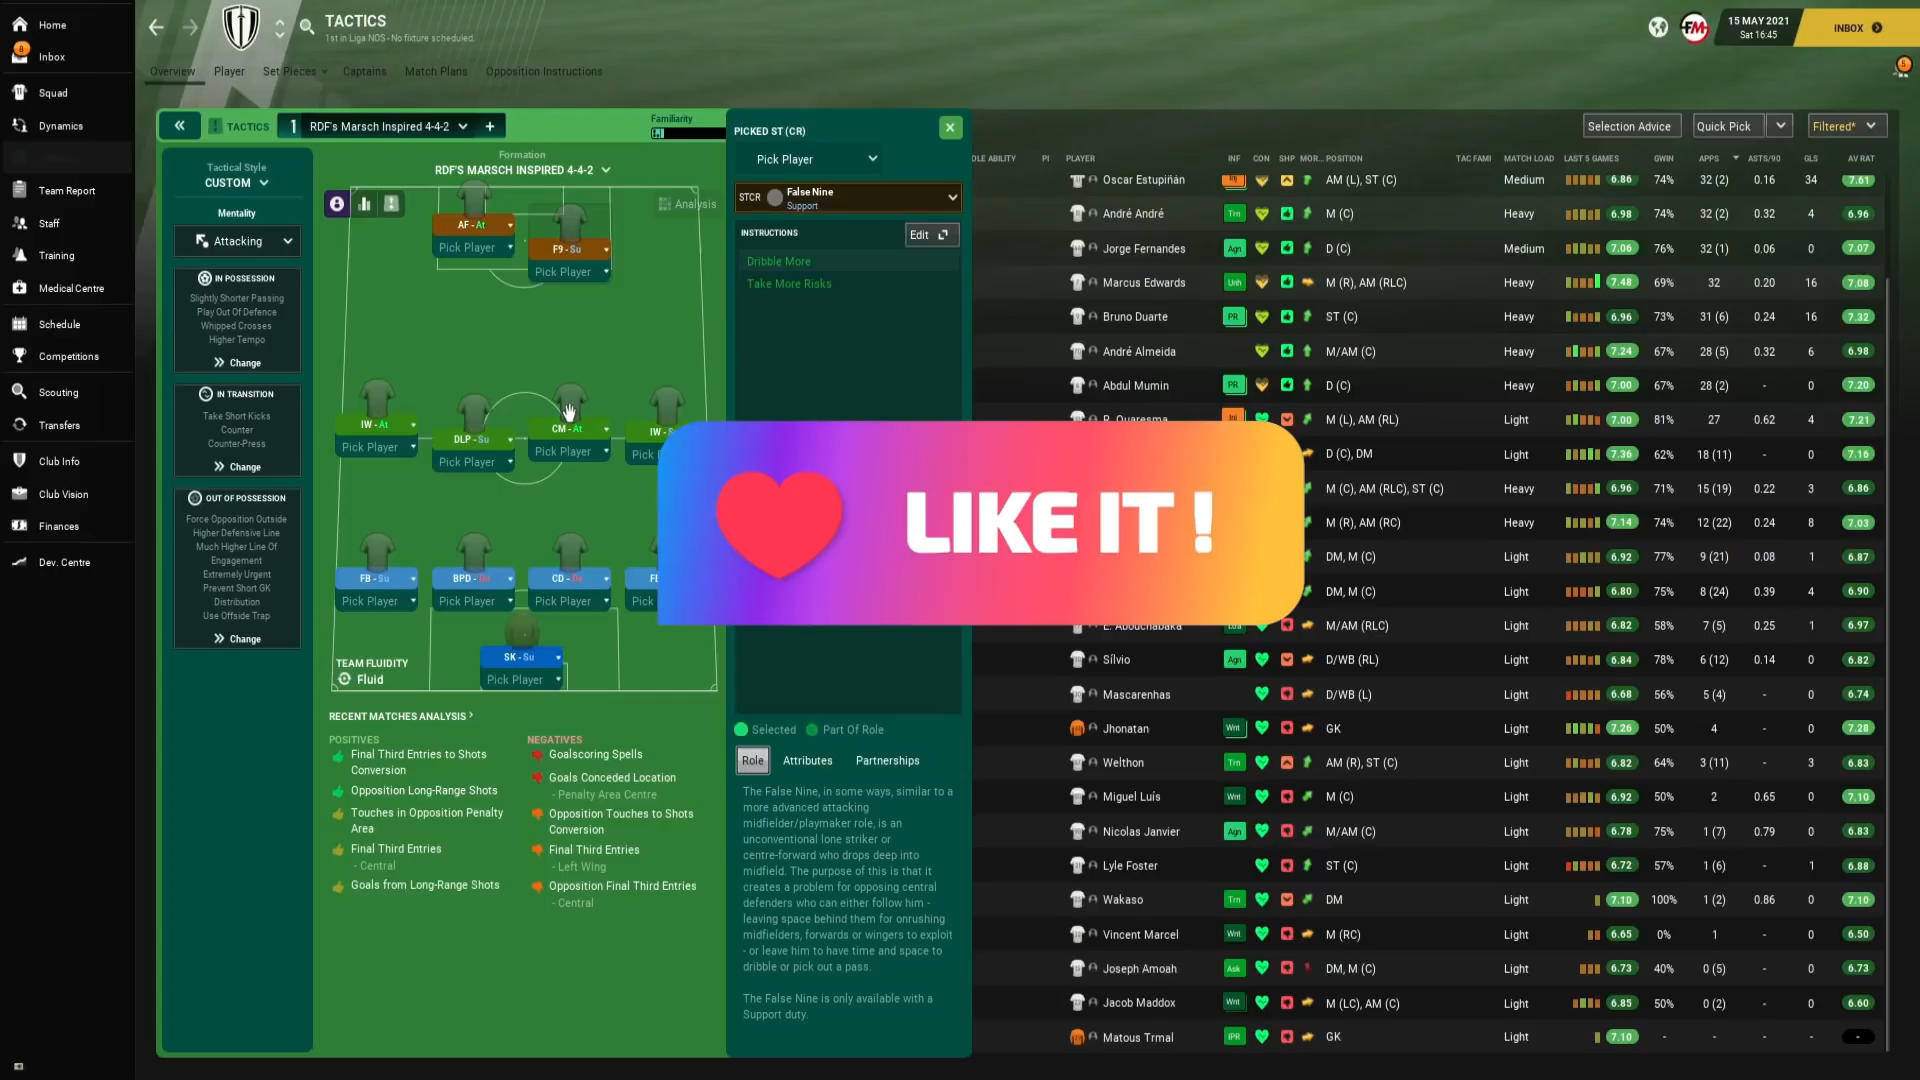 Home
8
Inbox
Squad
Dynamics
Team Report
Staff
Training
Medical Centre
Schedule
Competitions
Scouting
Transfers
Club Info
Club Vision
Finances
Dev. Centre
TACTICS
1st in Liga NOS - No fixture scheduled.
FM
15 MAY 2021
Sat 16:45
INBOX
5
Overview
Player
Set Pieces
Captains
Match Plans
Opposition Instructions
TACTICS
1 RDF's Marsch Inspired 4-4-2
Familiarity
Tactical Style
CUSTOM
Mentality
Attacking
IN POSSESSION
Slightly Shorter Passing
Play Out Of Defence
Whipped Crosses
Higher Tempo
Change
IN TRANSITION
Take Short Kicks
Counter
Counter-Press
Change
OUT OF POSSESSION
Force Opposition Outside
Higher Defensive Line
Much Higher Line Of
Engagement
Extremely Urgent
Prevent Short GK
Distribution
Use Offside Trap
Change
Formation
RDF'S MARSCH INSPIRED 4-4-2
Analysis
AF - At
Pick Player
F9 - Su
Pick Player
IW - At
Pick Player
DLP - Su
Pick Player
CM - At
Pick Player
IW -
FB - Su
Pick Player
BPD - De
Pick Player
CD - De
Pick Player
SK - Su
Pick Player
TEAM FLUIDITY
Fluid
RECENT MATCHES ANALYSIS
POSITIVES
Final Third Entries to Shots
Conversion
Opposition Long-Range Shots
Touches in Opposition Penalty
Area
Final Third Entries
- Central
Goals from Long-Range Shots
NEGATIVES
Goalscoring Spells
Goals Conceded Location
- Penalty Area Centre
Opposition Touches to Shots
Conversion
Final Third Entries
- Left Wing
Opposition Final Third Entries
- Central
PICKED ST (CR)
Pick Player
STCR False Nine
Support
INSTRUCTIONS
Edit
Dribble More
Take More Risks
LIKE IT !
Selected
Part Of Role
Role
Attributes
Partnerships
The False Nine, in some ways, similar to a
more advanced attacking
midfielder/playmaker role, is an
unconventional lone striker or
centre-forward who drops deep into
midfield. The purpose of this is that it
creates a problem for opposing central
defenders who can either follow him -
leaving space behind them for onrushing
midfielders, forwards or wingers to exploit
- or leave him to have time and space to
dribble or pick out a pass.
The False Nine is only available with a
Support duty.
Selection Advice
Quick Pick
Filtered*
OLE ABILITY PI PLAYER INF CON SHP MOR... POSITION TAC FAMI MATCH LOAD LAST 5 GAMES GWIN APPS ASTS/90 GLS AV RAT
Oscar Estupiñán Inj AM (L), ST (C) Medium 6.86 74% 32 (2) 0.16 34 7.61
André André Trn M (C) Heavy 6.98 74% 32 (2) 0.32 4 6.96
Jorge Fernandes Agn D (C) Medium 7.06 76% 32 (1) 0.06 0 7.07
Marcus Edwards Unh M (R), AM (RLC) Heavy 7.48 69% 32 0.20 16 7.08
Bruno Duarte PR ST (C) Heavy 6.96 73% 31 (6) 0.24 16 7.32
André Almeida M/AM (C) Heavy 7.24 67% 28 (5) 0.32 6 6.98
Abdul Mumin PR D (C) Heavy 7.00 67% 28 (2) - 0 7.20
R. Quaresma Inj M (L), AM (RL) Light 7.00 81% 27 0.62 4 7.21
D (C), DM Light 7.36 62% 18 (11) - 0 7.16
M (C), AM (RLC), ST (C) Heavy 6.96 71% 15 (19) 0.22 3 6.86
M (R), AM (RC) Heavy 7.14 74% 12 (22) 0.24 8 7.03
DM, M (C) Light 6.92 77% 9 (21) 0.08 1 6.87
DM, M (C) Light 6.80 75% 8 (24) 0.39 4 6.90
E. Abouchabaka M/AM (RLC) Light 6.82 58% 7 (5) 0.25 1 6.97
Sílvio Agn D/WB (RL) Light 6.84 78% 6 (12) 0.14 0 6.82
Mascarenhas D/WB (L) Light 6.68 56% 5 (4) - 0 6.74
Jhonatan Wnt GK Light 7.26 50% 4 - 0 7.28
Welthon Trn AM (R), ST (C) Light 6.82 64% 3 (11) - 3 6.83
Miguel Luís Wnt M (C) Light 6.92 50% 2 0.65 0 7.10
Nicolas Janvier Agn M/AM (C) Light 6.78 75% 1 (7) 0.79 0 6.83
Lyle Foster ST (C) Light 6.72 57% 1 (6) - 1 6.88
Wakaso Trn DM Light 7.10 100% 1 (2) 0.86 0 7.10
Vincent Marcel Wnt M (RC) Light 6.65 0% 1 - 0 6.50
Joseph Amoah Ask DM, M (C) Light 6.73 40% 0 (5) - 0 6.73
Jacob Maddox Wnt M (LC), AM (C) Light 6.85 50% 0 (2) - 0 6.60
Matous Trmal IPR GK Light 7.10 - - - - -